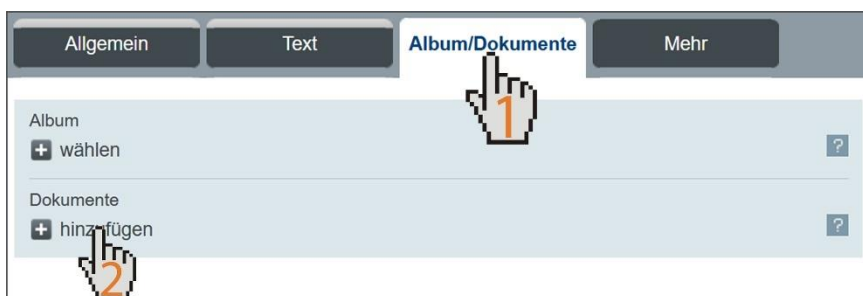 Allgemein Text Album/Dokumente Mehr
1
Album
wählen ?
Dokumente
hinzufügen ?
2